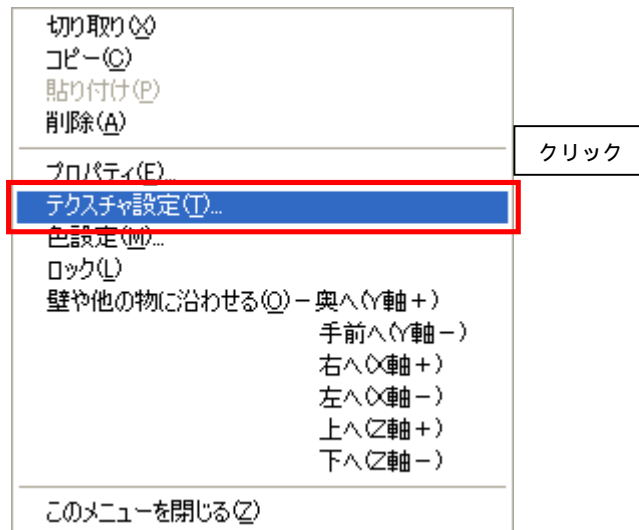 切り取り(X)
コピー(C)
貼り付け(P)
削除(A)
クリック
プロパティ(E)...
テクスチャ設定(T)...
色設定(M)...
ロック(L)
壁や他の物に沿わせる(O)－奥へ(Y軸＋)
手前へ(Y軸－)
右へ(X軸＋)
左へ(X軸－)
上へ(Z軸＋)
下へ(Z軸－)
このメニューを閉じる(Z)